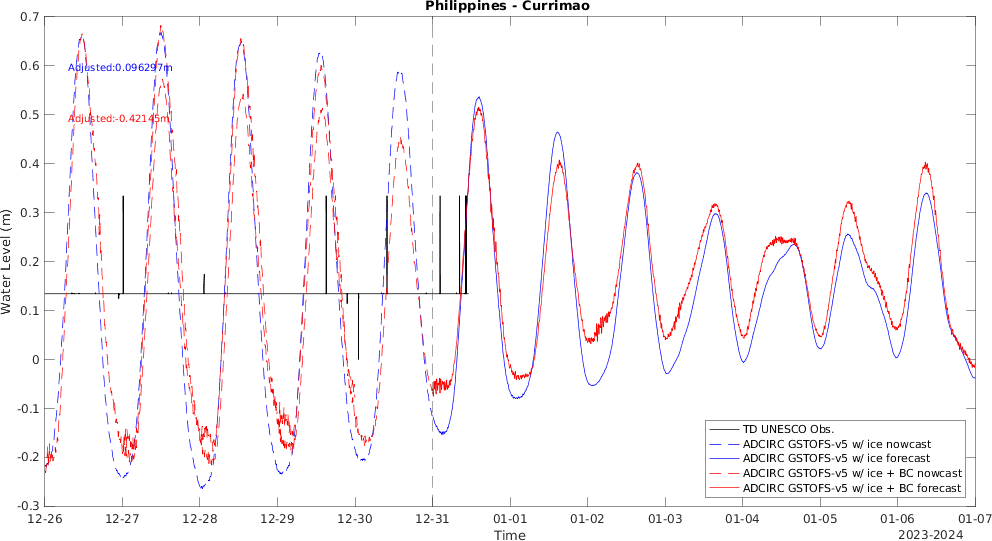 Philippines - Currimao
0.7
0.6
0.5
0.4
0.3
0.2
0.1
0
-0.1
-0.2
-0.3
Water Level (m)
Adjusted:0.096297m
Adjusted:-0.42145m
TD UNESCO Obs.
ADCIRC GSTOFS-v5 w/ ice nowcast
ADCIRC GSTOFS-v5 w/ ice forecast
ADCIRC GSTOFS-v5 w/ ice + BC nowcast
ADCIRC GSTOFS-v5 w/ ice + BC forecast
12-26 12-27 12-28 12-29 12-30 12-31 01-01 01-02 01-03 01-04 01-05 01-06 01-07
Time
2023-2024